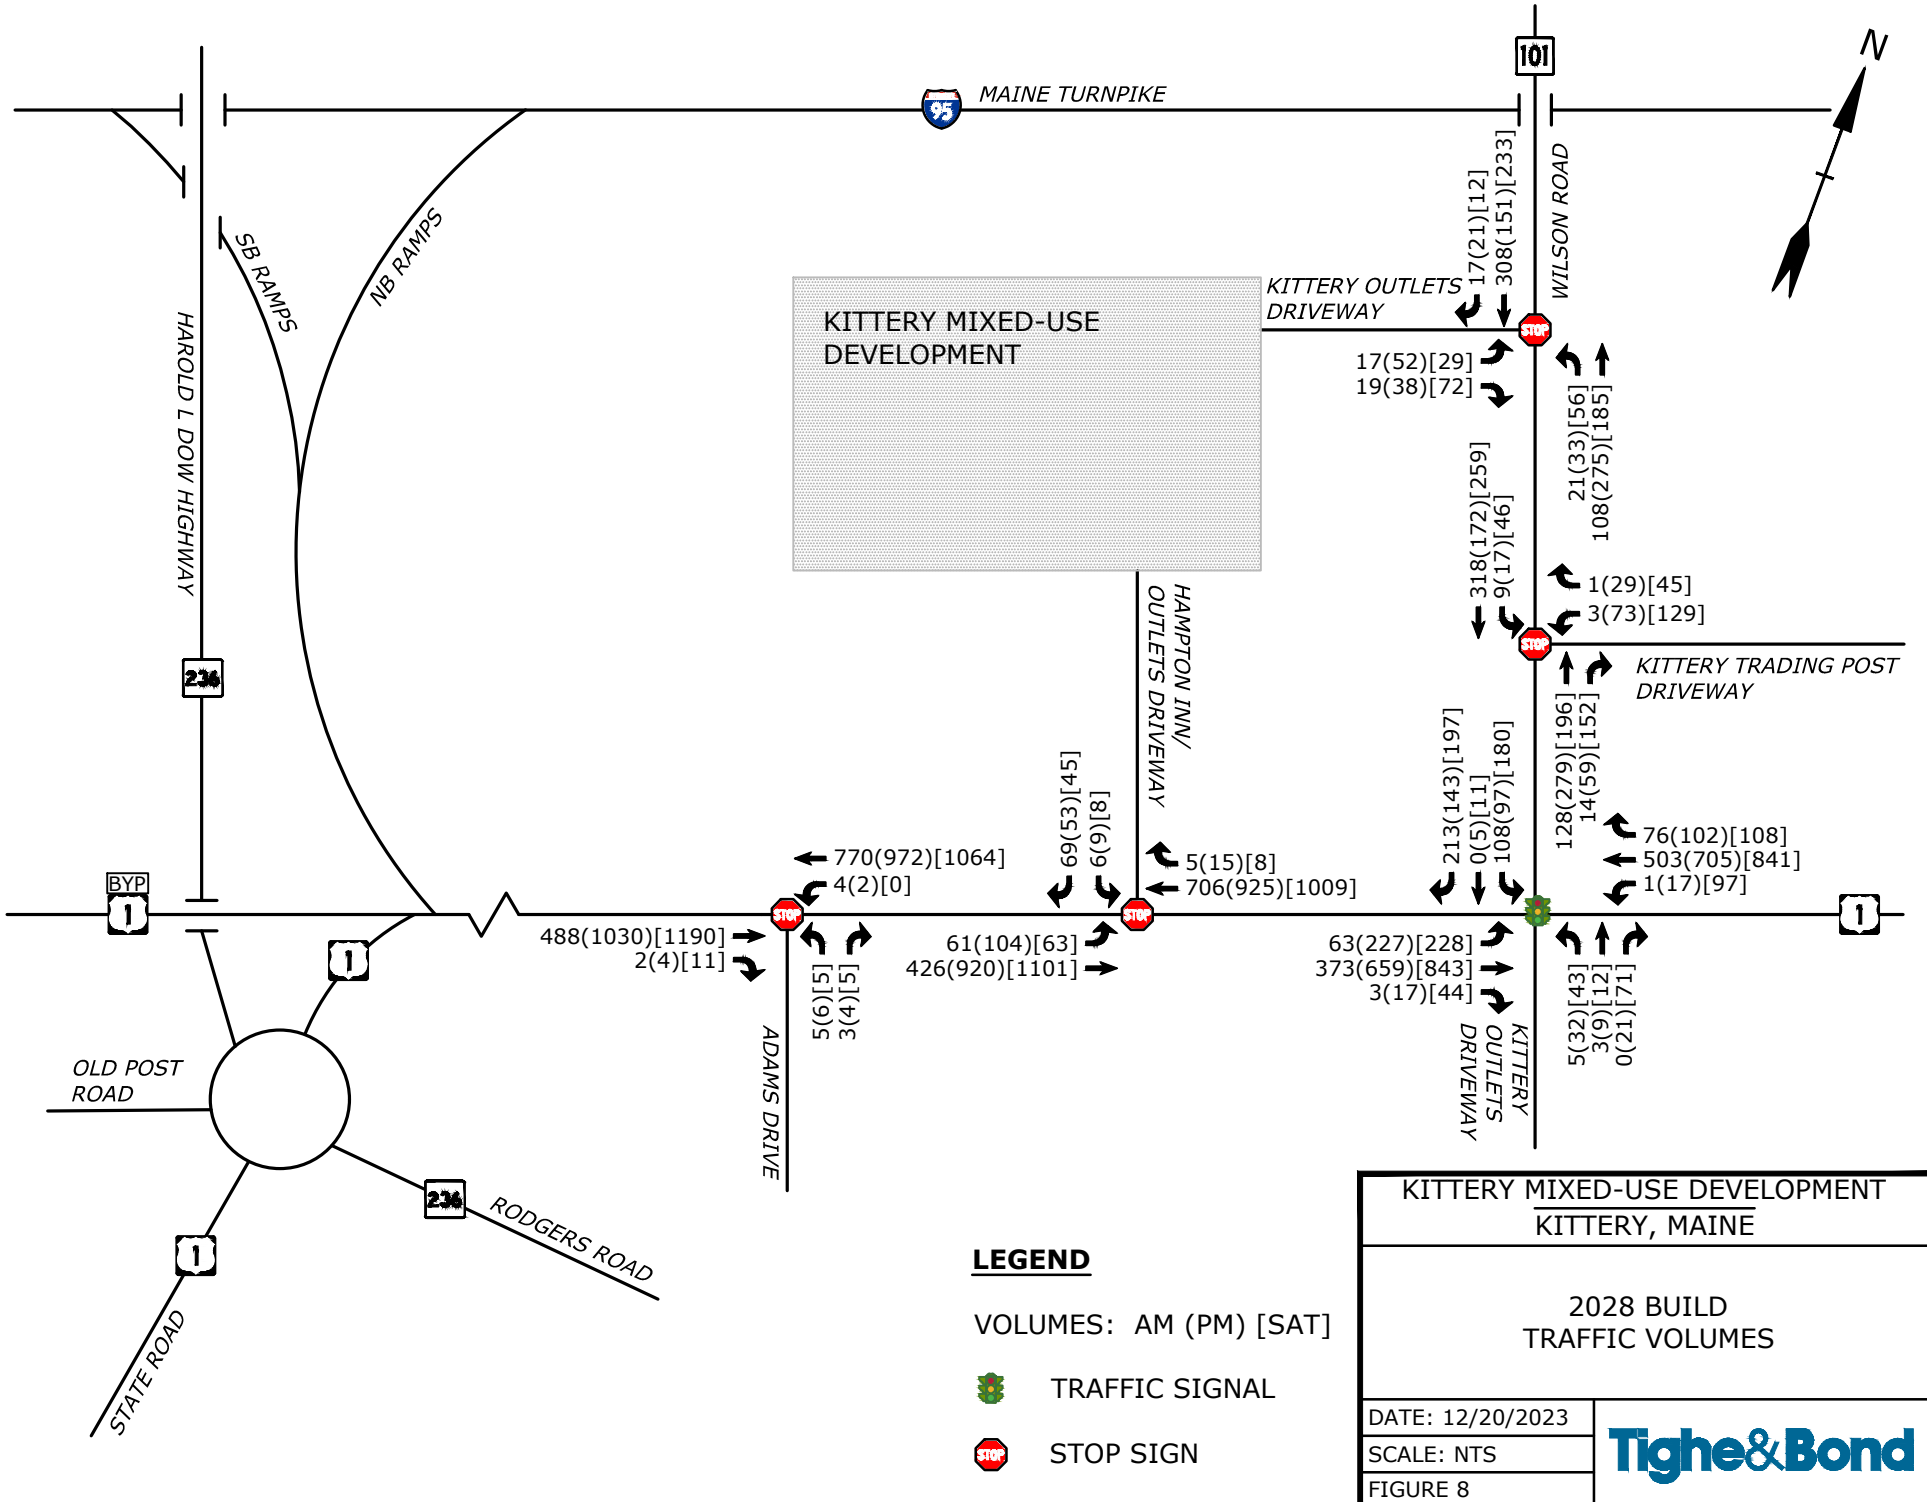 101
N
95
MAINE TURNPIKE
17(21)[12]
308(151)[233]
WILSON ROAD
SB RAMPS
NB RAMPS
HAROLD L DOW HIGHWAY
KITTERY MIXED-USE
DEVELOPMENT
KITTERY OUTLETS
DRIVEWAY
STOP
17(52)[29]
19(38)[72]
21(33)[56]
108(275)[185]
318(172)[259]
9(17)[46]
1(29)[45]
3(73)[129]
STOP
KITTERY TRADING POST
DRIVEWAY
HAMPTON INN/
OUTLETS DRIVEWAY
236
128(279)[196]
14(59)[152]
69(53)[45]
6(9)[8]
213(143)[197]
0(5)[11]
108(97)[180]
76(102)[108]
503(705)[841]
1(17)[97]
770(972)[1064]
4(2)[0]
5(15)[8]
706(925)[1009]
BYP
1
STOP
STOP
1
488(1030)[1190]
2(4)[11]
61(104)[63]
426(920)[1101]
63(227)[228]
373(659)[843]
3(17)[44]
1
5(6)[5]
3(4)[5]
5(32)[43]
3(9)[12]
0(21)[71]
ADAMS DRIVE
KITTERY
OUTLETS
DRIVEWAY
OLD POST
ROAD
236
RODGERS ROAD
1
STATE ROAD
LEGEND
VOLUMES: AM (PM) [SAT]
TRAFFIC SIGNAL
STOP
STOP SIGN
KITTERY MIXED-USE DEVELOPMENT
KITTERY, MAINE
2028 BUILD
TRAFFIC VOLUMES
DATE: 12/20/2023
SCALE: NTS
FIGURE 8
Tighe&Bond